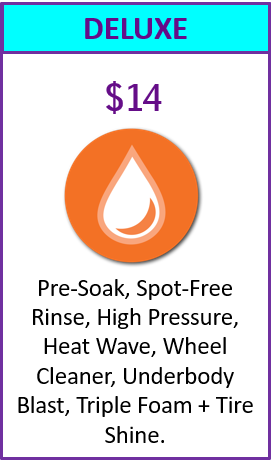 DELUXE
$14
Pre-Soak, Spot-Free
Rinse, High Pressure,
Heat Wave, Wheel
Cleaner, Underbody
Blast, Triple Foam + Tire
Shine.